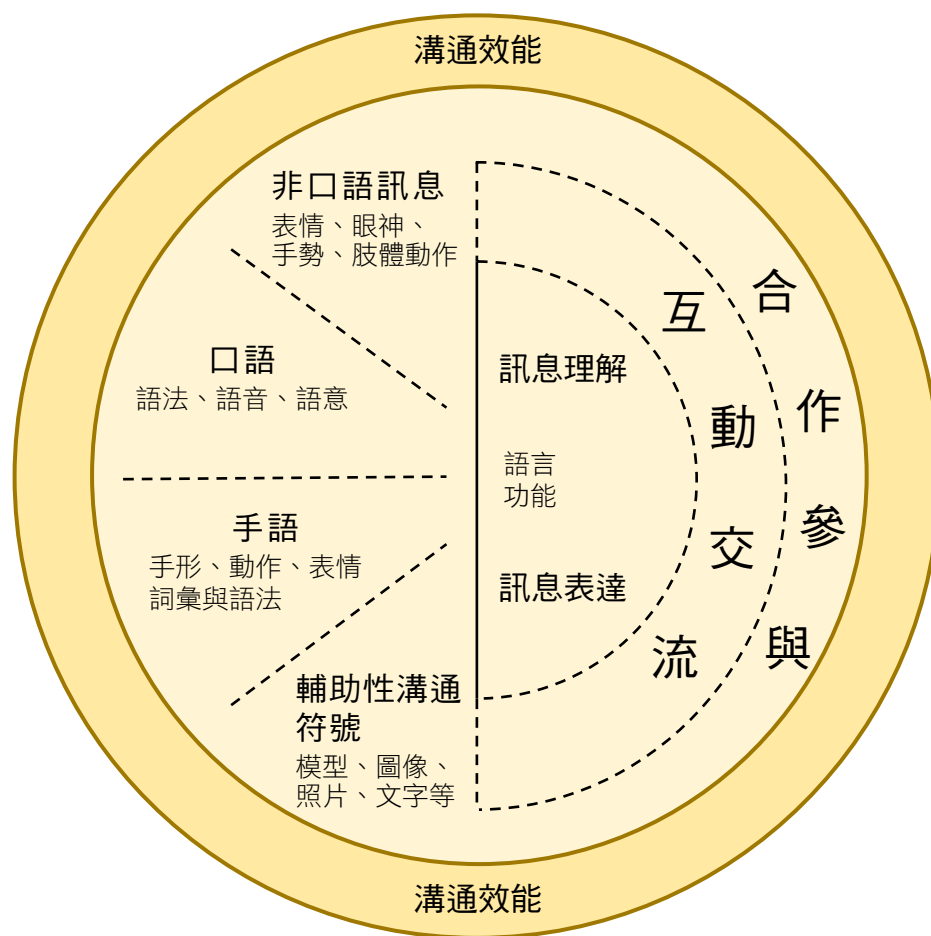 溝通效能
非口語訊息
表情、眼神、
手勢、肢體動作
口語
語法、語音、語意
手語
手形、動作、表情
詞彙與語法
輔助性溝通
符號
模型、圖像、
照片、文字等
訊息理解
語言
功能
訊息表達
互動交流
合作參與
溝通效能